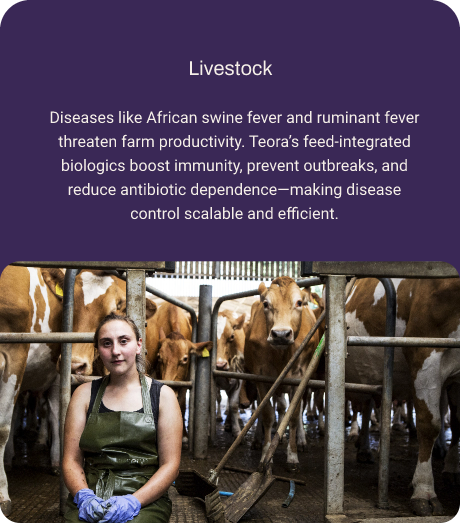 Livestock
Diseases like African swine fever and ruminant fever
threaten farm productivity. Teora’s feed-integrated
biologics boost immunity, prevent outbreaks, and
reduce antibiotic dependence—making disease
control scalable and efficient.